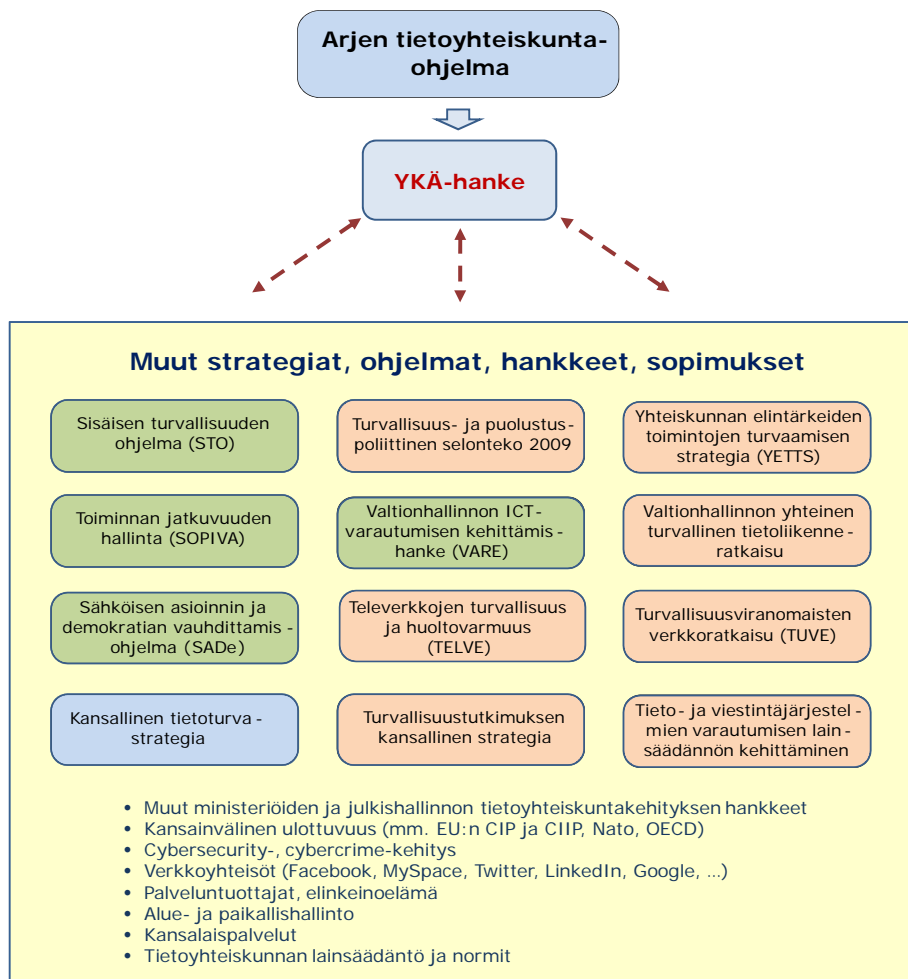 Arjen tietoyhteiskunta-
ohjelma
YKÄ-hanke
Muut strategiat, ohjelmat, hankkeet, sopimukset
Sisäisen turvallisuuden
ohjelma (STO)
Turvallisuus- ja puolustus-
poliittinen selonteko 2009
Yhteiskunnan elintärkeiden
toimintojen turvaamisen
strategia (YETTS)
Toiminnan jatkuvuuden
hallinta (SOPIVA)
Valtionhallinnon ICT-
varautumisen kehittämis-
hanke (VARE)
Valtionhallinnon yhteinen
turvallinen tietoliikenne-
ratkaisu
Sähköisen asioinnin ja
demokratian vauhdittamis-
ohjelma (SADe)
Televerkkojen turvallisuus
ja huoltovarmuus
(TELVE)
Turvallisuusviranomaisten
verkkoratkaisu (TUVE)
Kansallinen tietoturva-
strategia
Turvallisuustutkimuksen
kansallinen strategia
Tieto- ja viestintäjärjestel-
mien varautumisen lain-
säädännön kehittäminen
• Muut ministeriöiden ja julkishallinnon tietoyhteiskuntakehityksen hankkeet
• Kansainvälinen ulottuvuus (mm. EU:n CIP ja CIIP, Nato, OECD)
• Cybersecurity-, cybercrime-kehitys
• Verkkoyhteisöt (Facebook, MySpace, Twitter, LinkedIn, Google, ...)
• Palveluntuottajat, elinkeinoelämä
• Alue- ja paikallishallinto
• Kansalaispalvelut
• Tietoyhteiskunnan lainsäädäntö ja normit